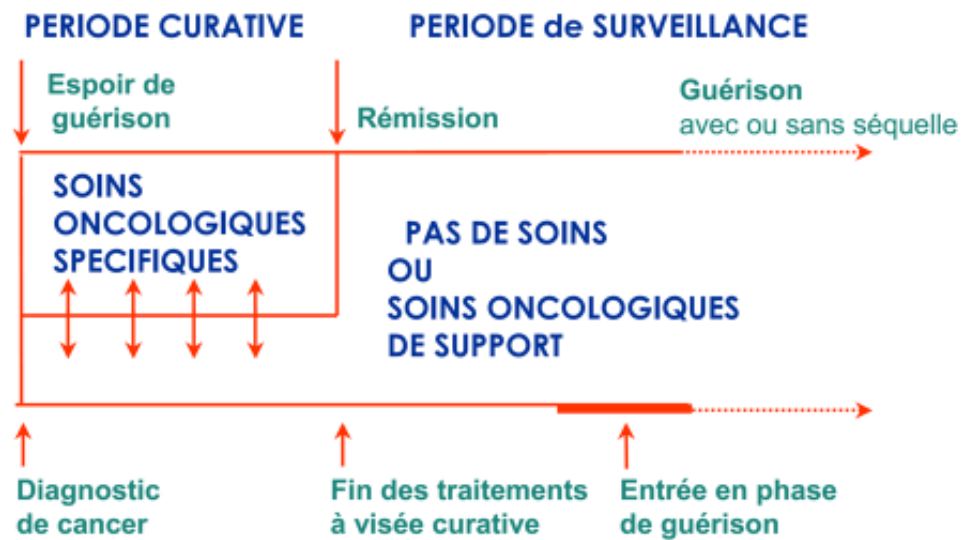 PERIODE CURATIVE
PERIODE de SURVEILLANCE
Espoir de
guérison
Rémission
Guérison
avec ou sans séquelle
SOINS
ONCOLOGIQUES
SPECIFIQUES
PAS DE SOINS
OU
SOINS ONCOLOGIQUES
DE SUPPORT
Diagnostic
de cancer
Fin des traitements
à visée curative
Entrée en phase
de guérison